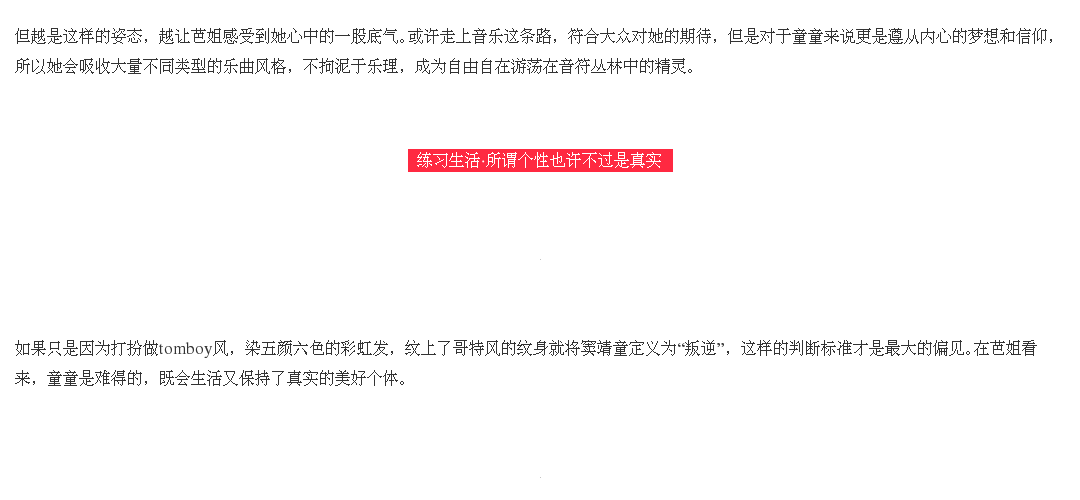 但越是这样的姿态，越让芭姐感受到她心中的一股底气。或许走上音乐这条路，符合大众对她的期待，但是对于童童来说更是遵从内心的梦想和信仰，
所以她会吸收大量不同类型的乐曲风格，不拘泥于乐理，成为自由自在游荡在音符丛林中的精灵。
练习生活·所谓个性也许不过是真实
如果只是因为打扮做tomboy风，染五颜六色的彩虹发，纹上了哥特风的纹身就将窦靖童定义为“叛逆”，这样的判断标准才是最大的偏见。在芭姐看
来，童童是难得的，既会生活又保持了真实的美好个体。